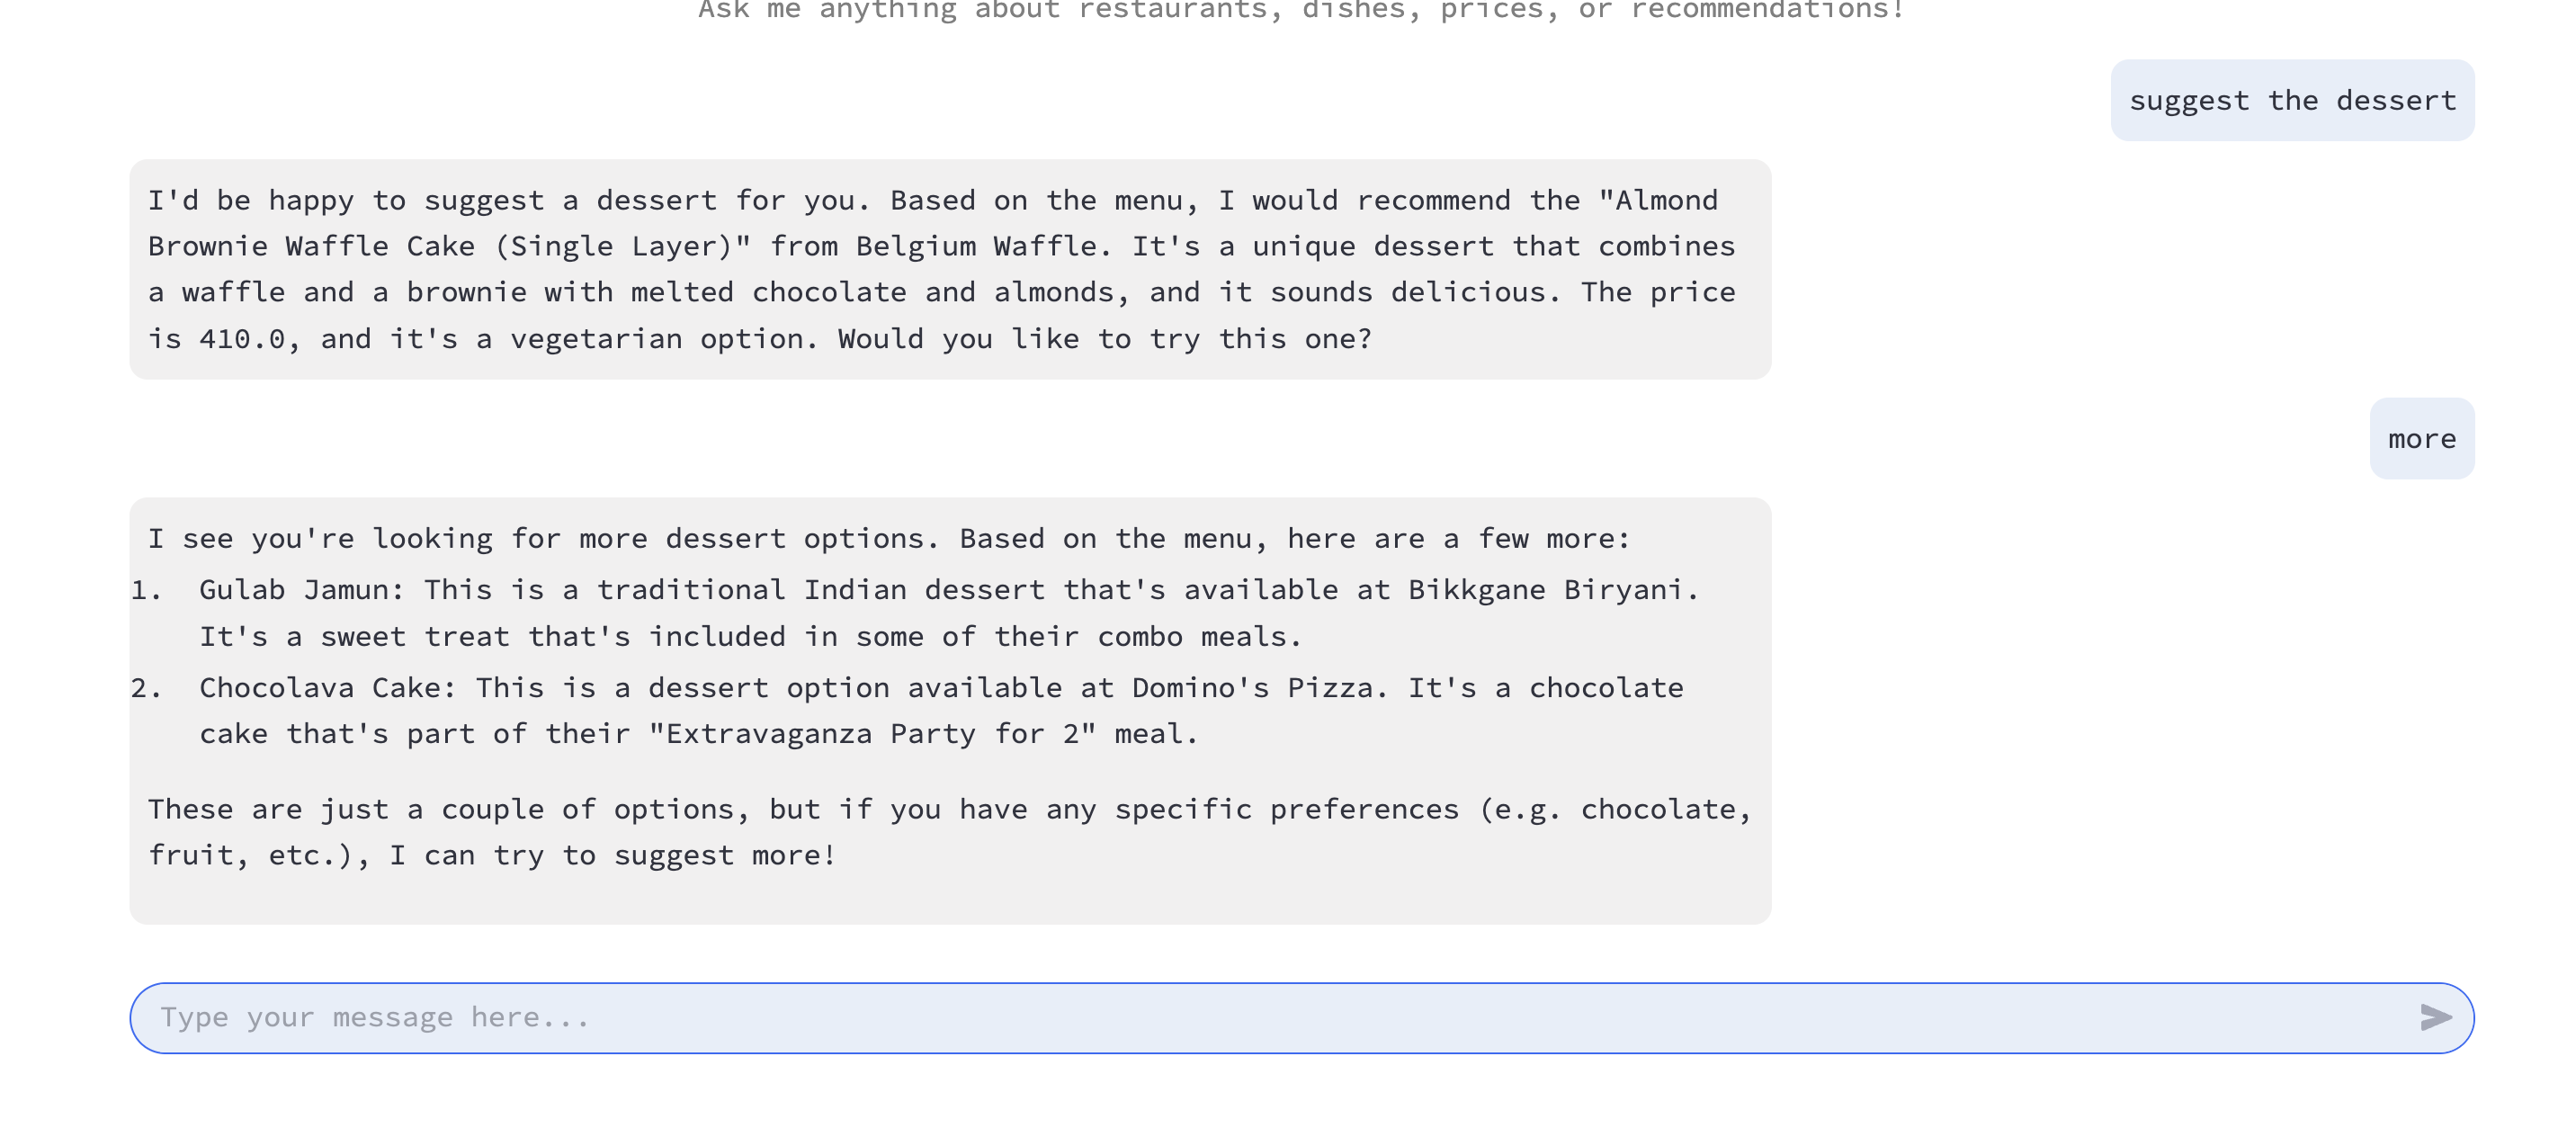 Ask me anything about restaurants, dishes, prices, or recommendations!
suggest the dessert
I'd be happy to suggest a dessert for you. Based on the menu, I would recommend the "Almond
Brownie Waffle Cake (Single Layer)" from Belgium Waffle. It's a unique dessert that combines
a waffle and a brownie with melted chocolate and almonds, and it sounds delicious. The price
is 410.0, and it's a vegetarian option. Would you like to try this one?
more
I see you're looking for more dessert options. Based on the menu, here are a few more:
1. Gulab Jamun: This is a traditional Indian dessert that's available at Bikkgane Biryani.
It's a sweet treat that's included in some of their combo meals.
2. Chocolava Cake: This is a dessert option available at Domino's Pizza. It's a chocolate
cake that's part of their "Extravaganza Party for 2" meal.
These are just a couple of options, but if you have any specific preferences (e.g. chocolate,
fruit, etc.), I can try to suggest more!
Type your message here...